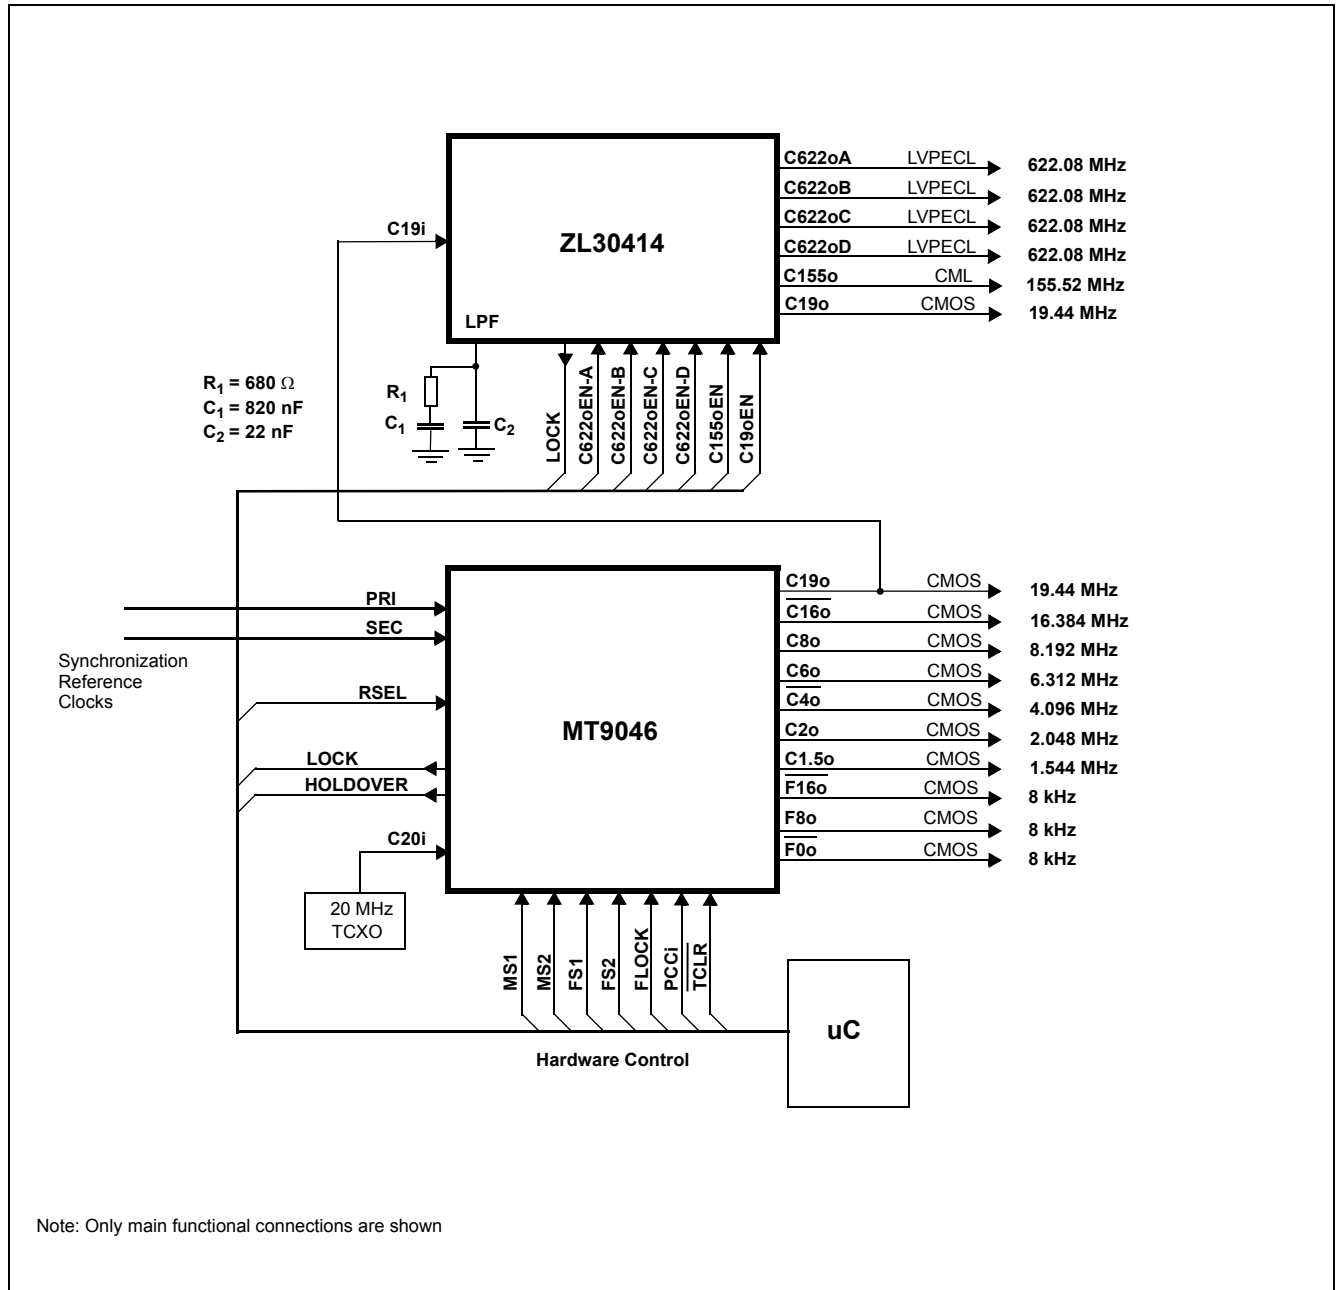 C622oA LVPECL 622.08 MHz
C622oB LVPECL 622.08 MHz
C622oC LVPECL 622.08 MHz
C622oD LVPECL 622.08 MHz
C155o CML 155.52 MHz
C19o CMOS 19.44 MHz
C19i
ZL30414
LPF
R1 = 680 Ω
C1 = 820 nF
C2 = 22 nF
R1
C1
C2
LOCK
C622oEN-A
C622oEN-B
C622oEN-C
C622oEN-D
C155oEN
C19oEN
PRI
SEC
Synchronization
Reference
Clocks
RSEL
LOCK
HOLDOVER
C20i
20 MHz
TCXO
MT9046
C19o CMOS 19.44 MHz
C16o CMOS 16.384 MHz
C8o CMOS 8.192 MHz
C6o CMOS 6.312 MHz
C4o CMOS 4.096 MHz
C2o CMOS 2.048 MHz
C1.5o CMOS 1.544 MHz
F16o CMOS 8 kHz
F8o CMOS 8 kHz
F0o CMOS 8 kHz
MS1
MS2
FS1
FS2
FLOCK
PCCi
TCLR
uC
Hardware Control
Note: Only main functional connections are shown